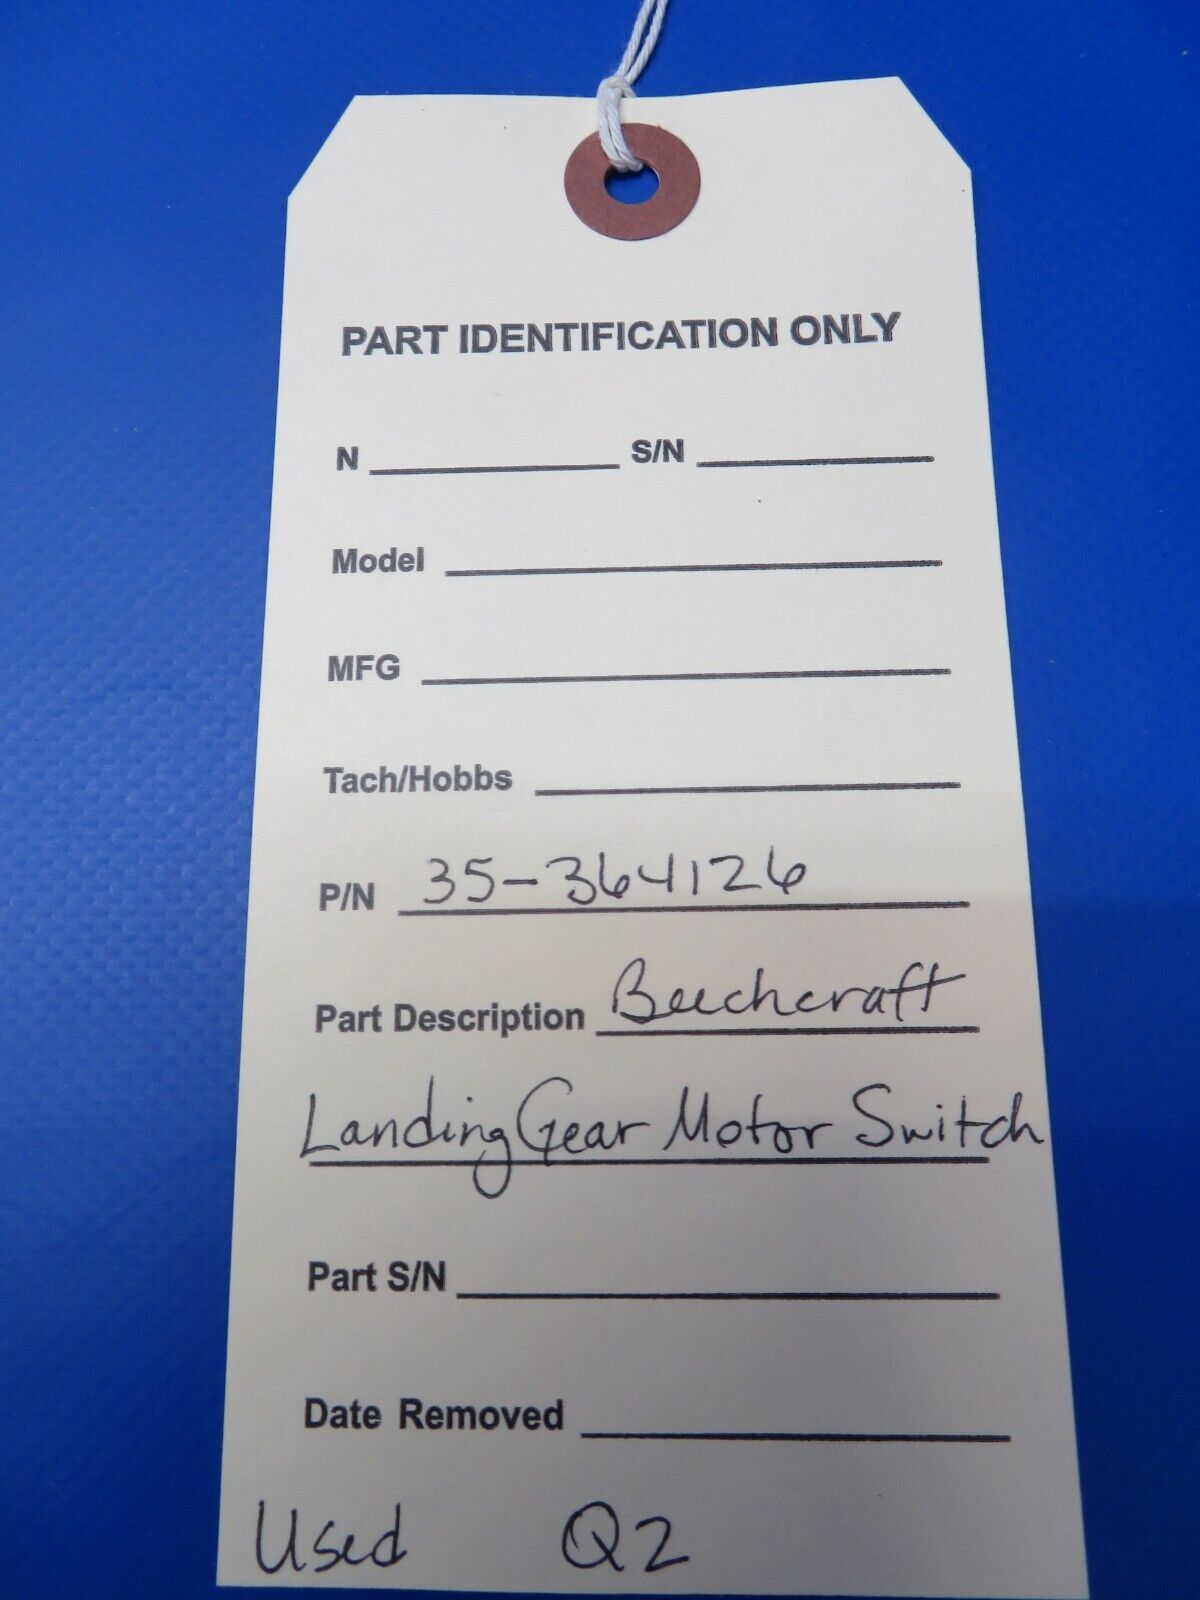 PART IDENTIFICATION ONLY
N S/N
Model
MFG
Tach/Hobbs
P/N 35-364126
Part Description Beechcraft
Landing Gear Motor Switch
Part S/N
Date Removed
Used Q2